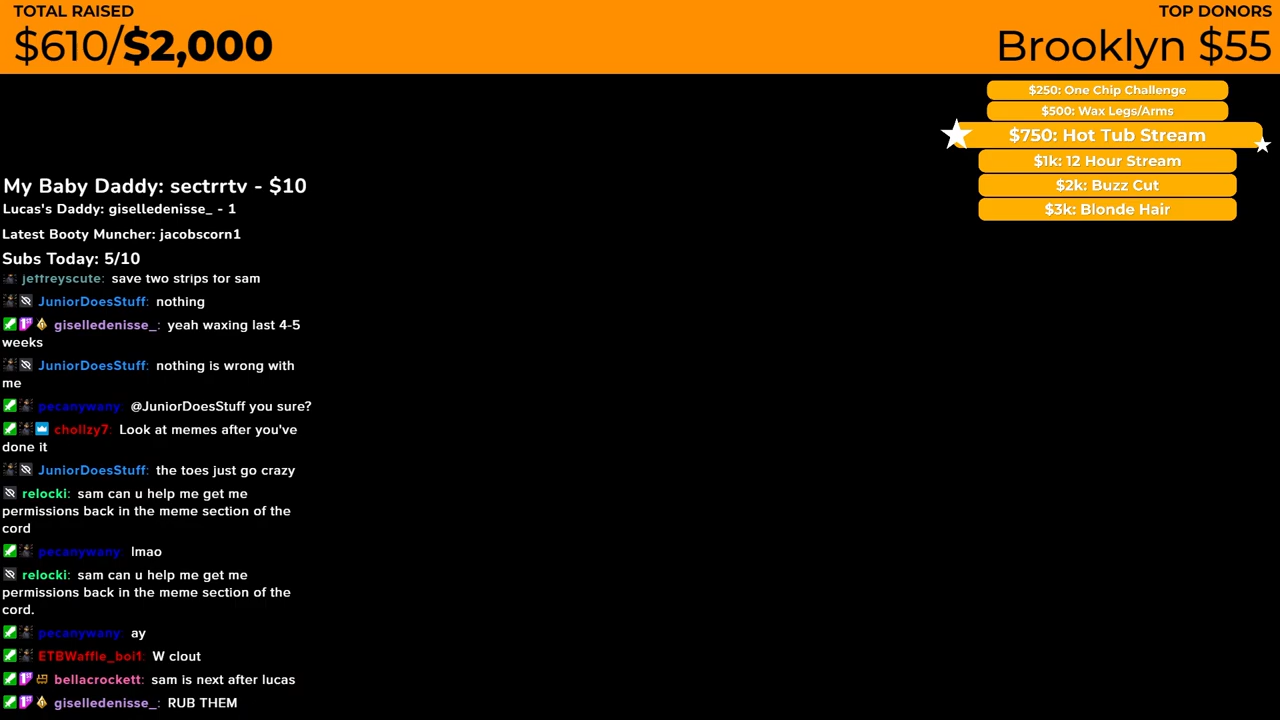 TOTAL RAISED
$610/$2,000
TOP DONORS
Brooklyn $55
$250: One Chip Challenge
$500: Wax Legs/Arms
$750: Hot Tub Stream
$1k: 12 Hour Stream
$2k: Buzz Cut
$3k: Blonde Hair
My Baby Daddy: sectrrtv - $10
Lucas's Daddy: giselledenisse_ - 1
Latest Booty Muncher: jacobscorn1
Subs Today: 5/10
jeffreyscute: save two strips for sam
JuniorDoesStuff: nothing
giselledenisse_: yeah waxing last 4-5
weeks
JuniorDoesStuff: nothing is wrong with
me
pecanywany: @JuniorDoesStuff you sure?
chollzy7: Look at memes after you've
done it
JuniorDoesStuff: the toes just go crazy
relocki: sam can u help me get me
permissions back in the meme section of the
cord
pecanywany: lmao
relocki: sam can u help me get me
permissions back in the meme section of the
cord.
pecanywany: ay
ETBWaffle_boi1: W clout
bellacrockett: sam is next after lucas
giselledenisse_: RUB THEM